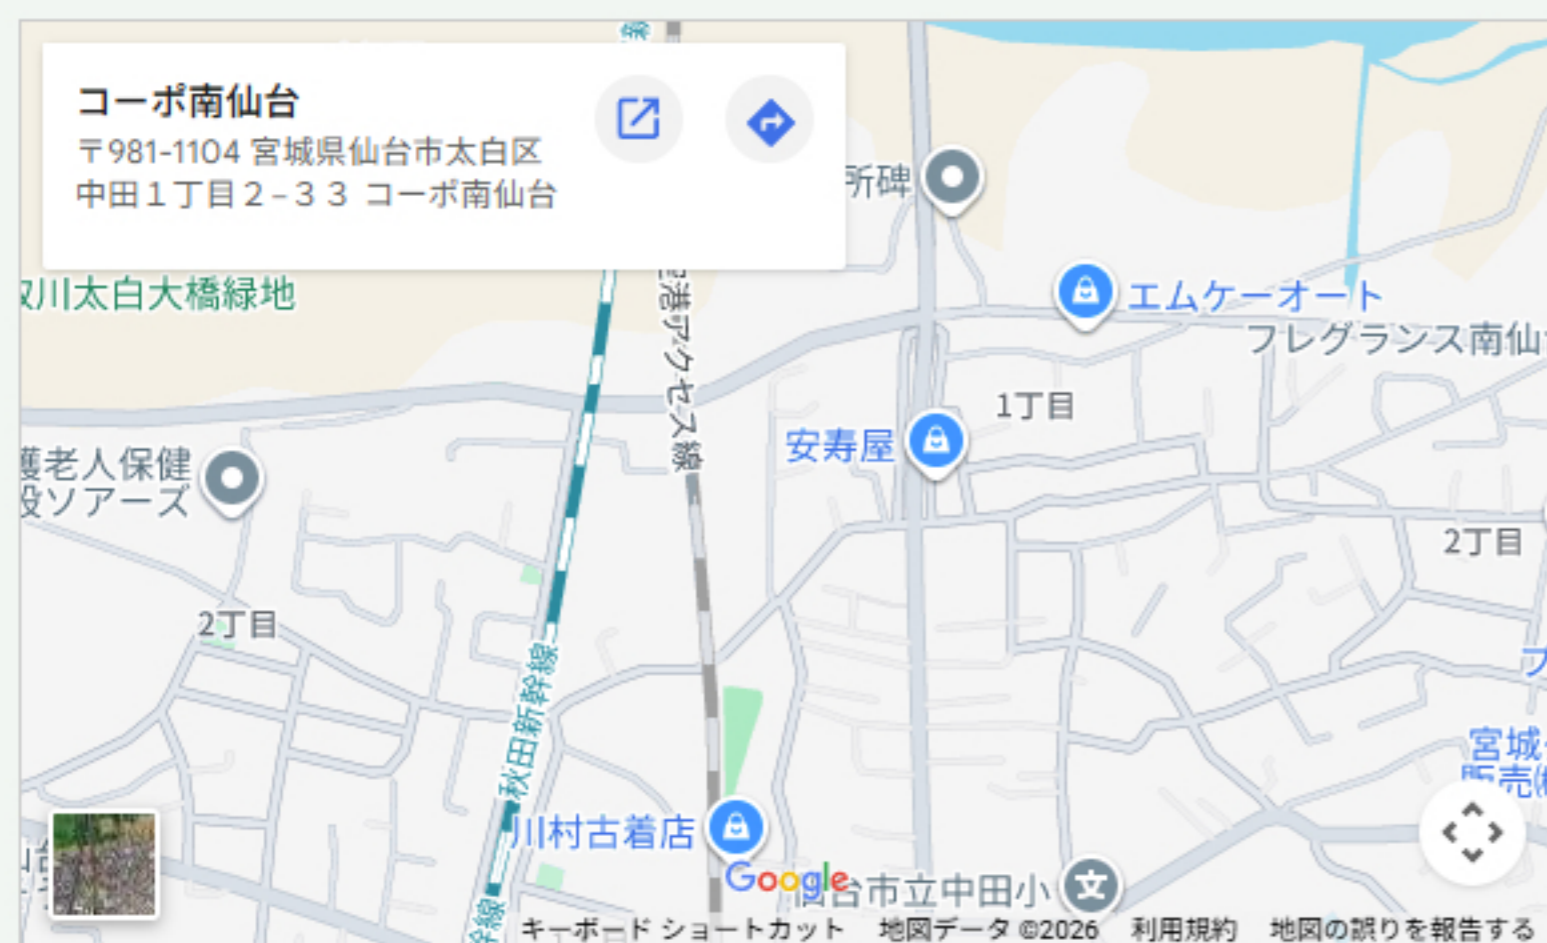 コーポ南仙台
〒981-1104 宮城県仙台市太白区
中田１丁目２−３３ コーポ南仙台
所碑
川太白大橋緑地
港アクセス線
エムケーオート
フレグランス南仙
1丁目
安寿屋
護老人保健
設ソアーズ
2丁目
2丁目
秋田新幹線
宮城
販売
川村古着店
Google
台市立中田小
幹線
キーボード ショートカット
地図データ ©2026
利用規約
地図の誤りを報告する